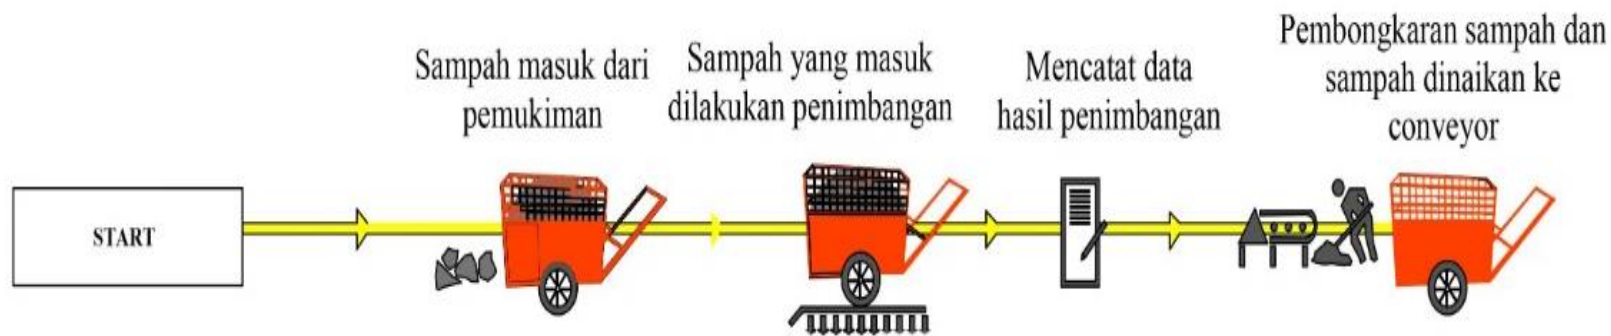 START
Sampah masuk dari
pemukiman
Sampah yang masuk
dilakukan penimbangan
Mencatat data
hasil penimbangan
Pembongkaran sampah dan
sampah dinaikan ke
conveyor